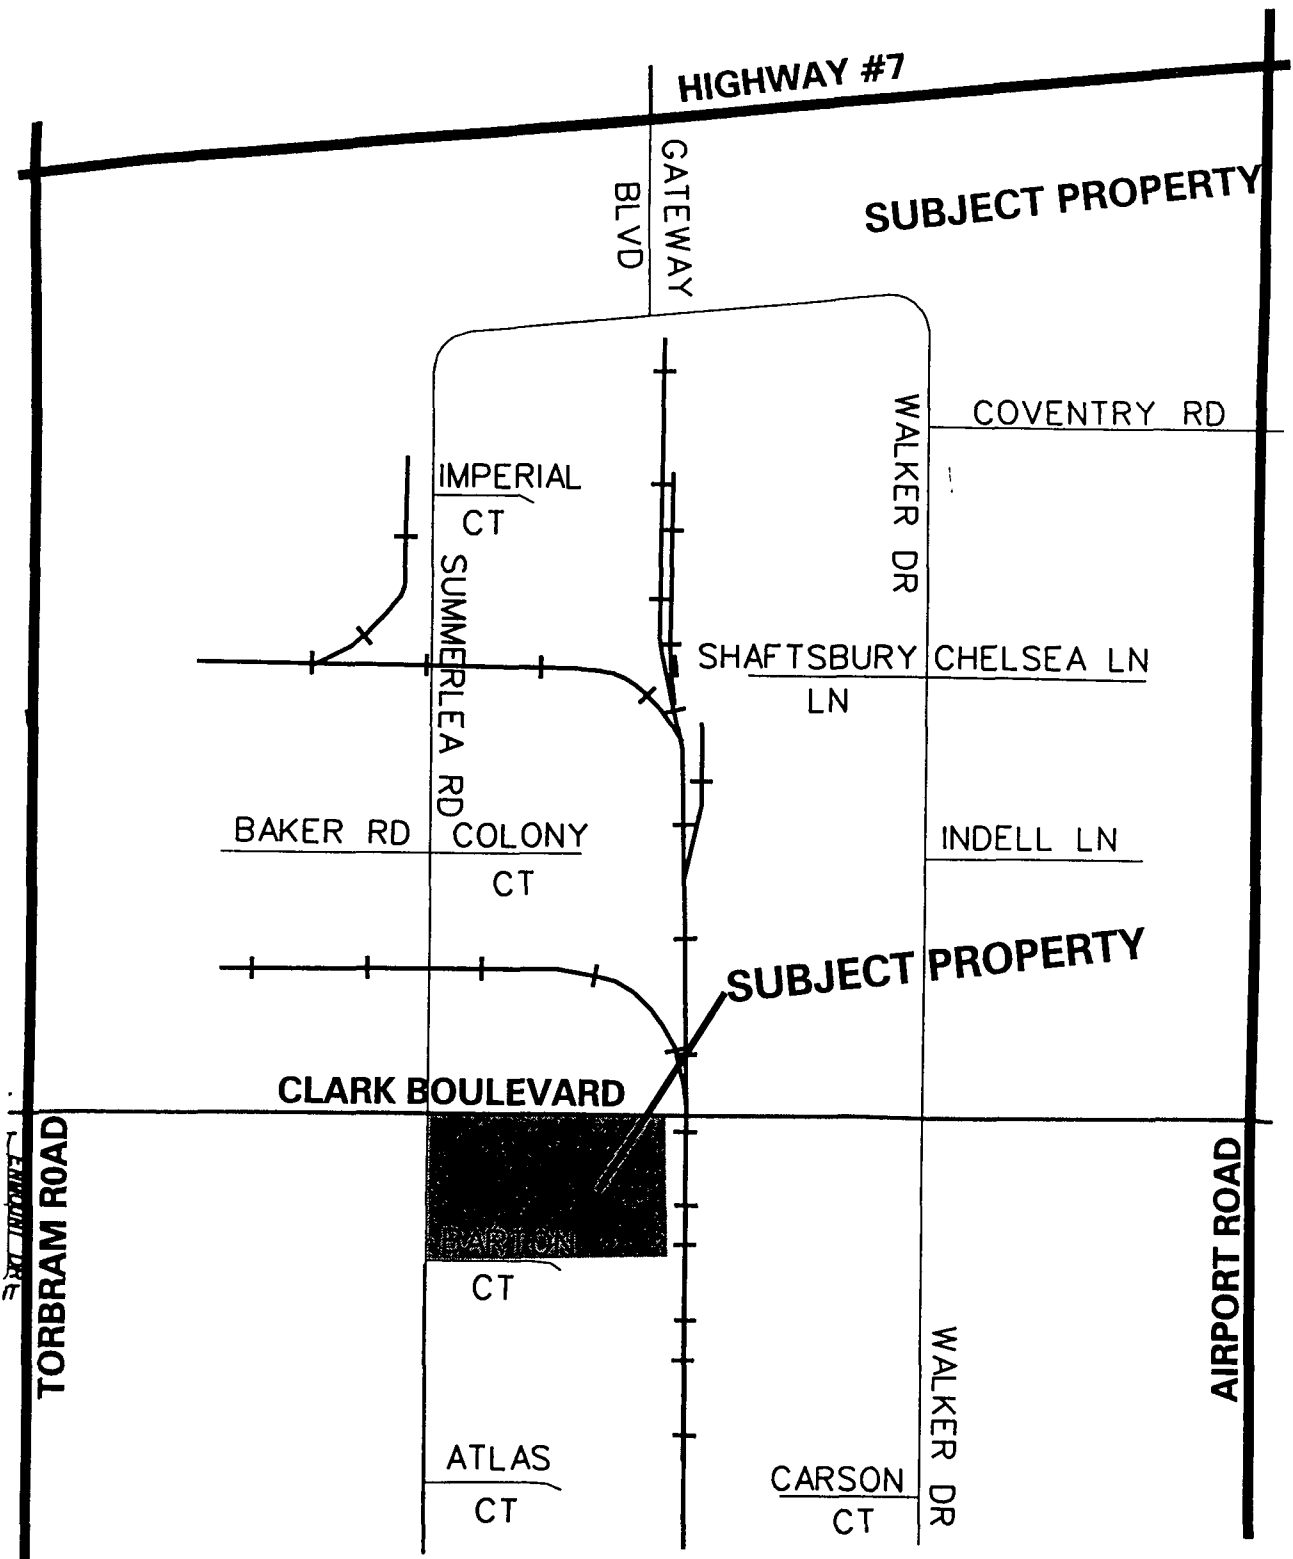 HIGHWAY #7
GATEWAY
BLVD
SUBJECT PROPERTY
COVENTRY RD
WALKER DR
IMPERIAL
CT
SUMMERLEA RD
SHAFTSBURY
LN
CHELSEA LN
BAKER RD
COLONY
CT
INDELL LN
SUBJECT PROPERTY
CLARK BOULEVARD
TORBRAM ROAD
BARTON
CT
AIRPORT ROAD
WALKER DR
ATLAS
CT
CARSON
CT